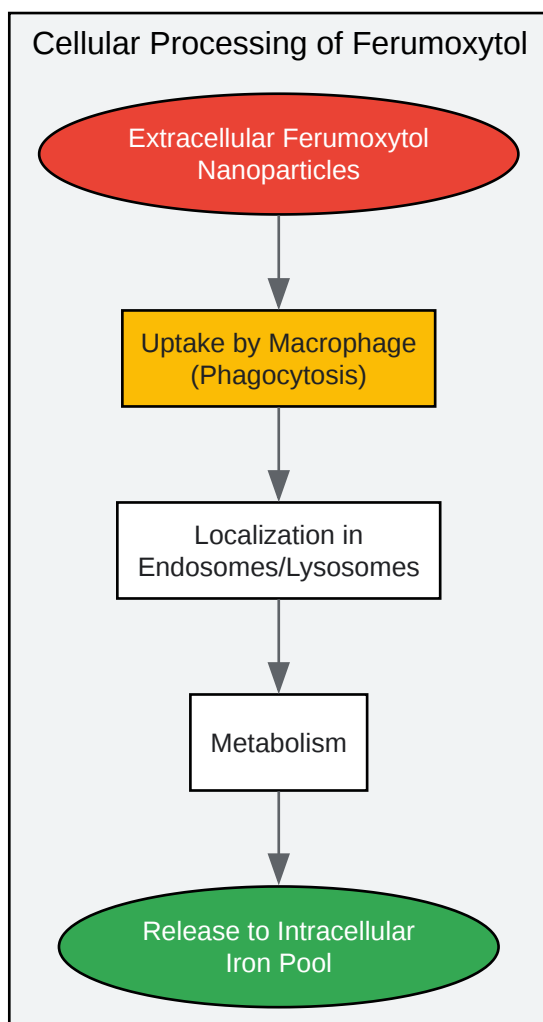 Cellular Processing of Ferumoxytol
Extracellular Ferumoxytol
Nanoparticles
Uptake by Macrophage
(Phagocytosis)
Localization in
Endosomes/Lysosomes
Metabolism
Release to Intracellular
Iron Pool